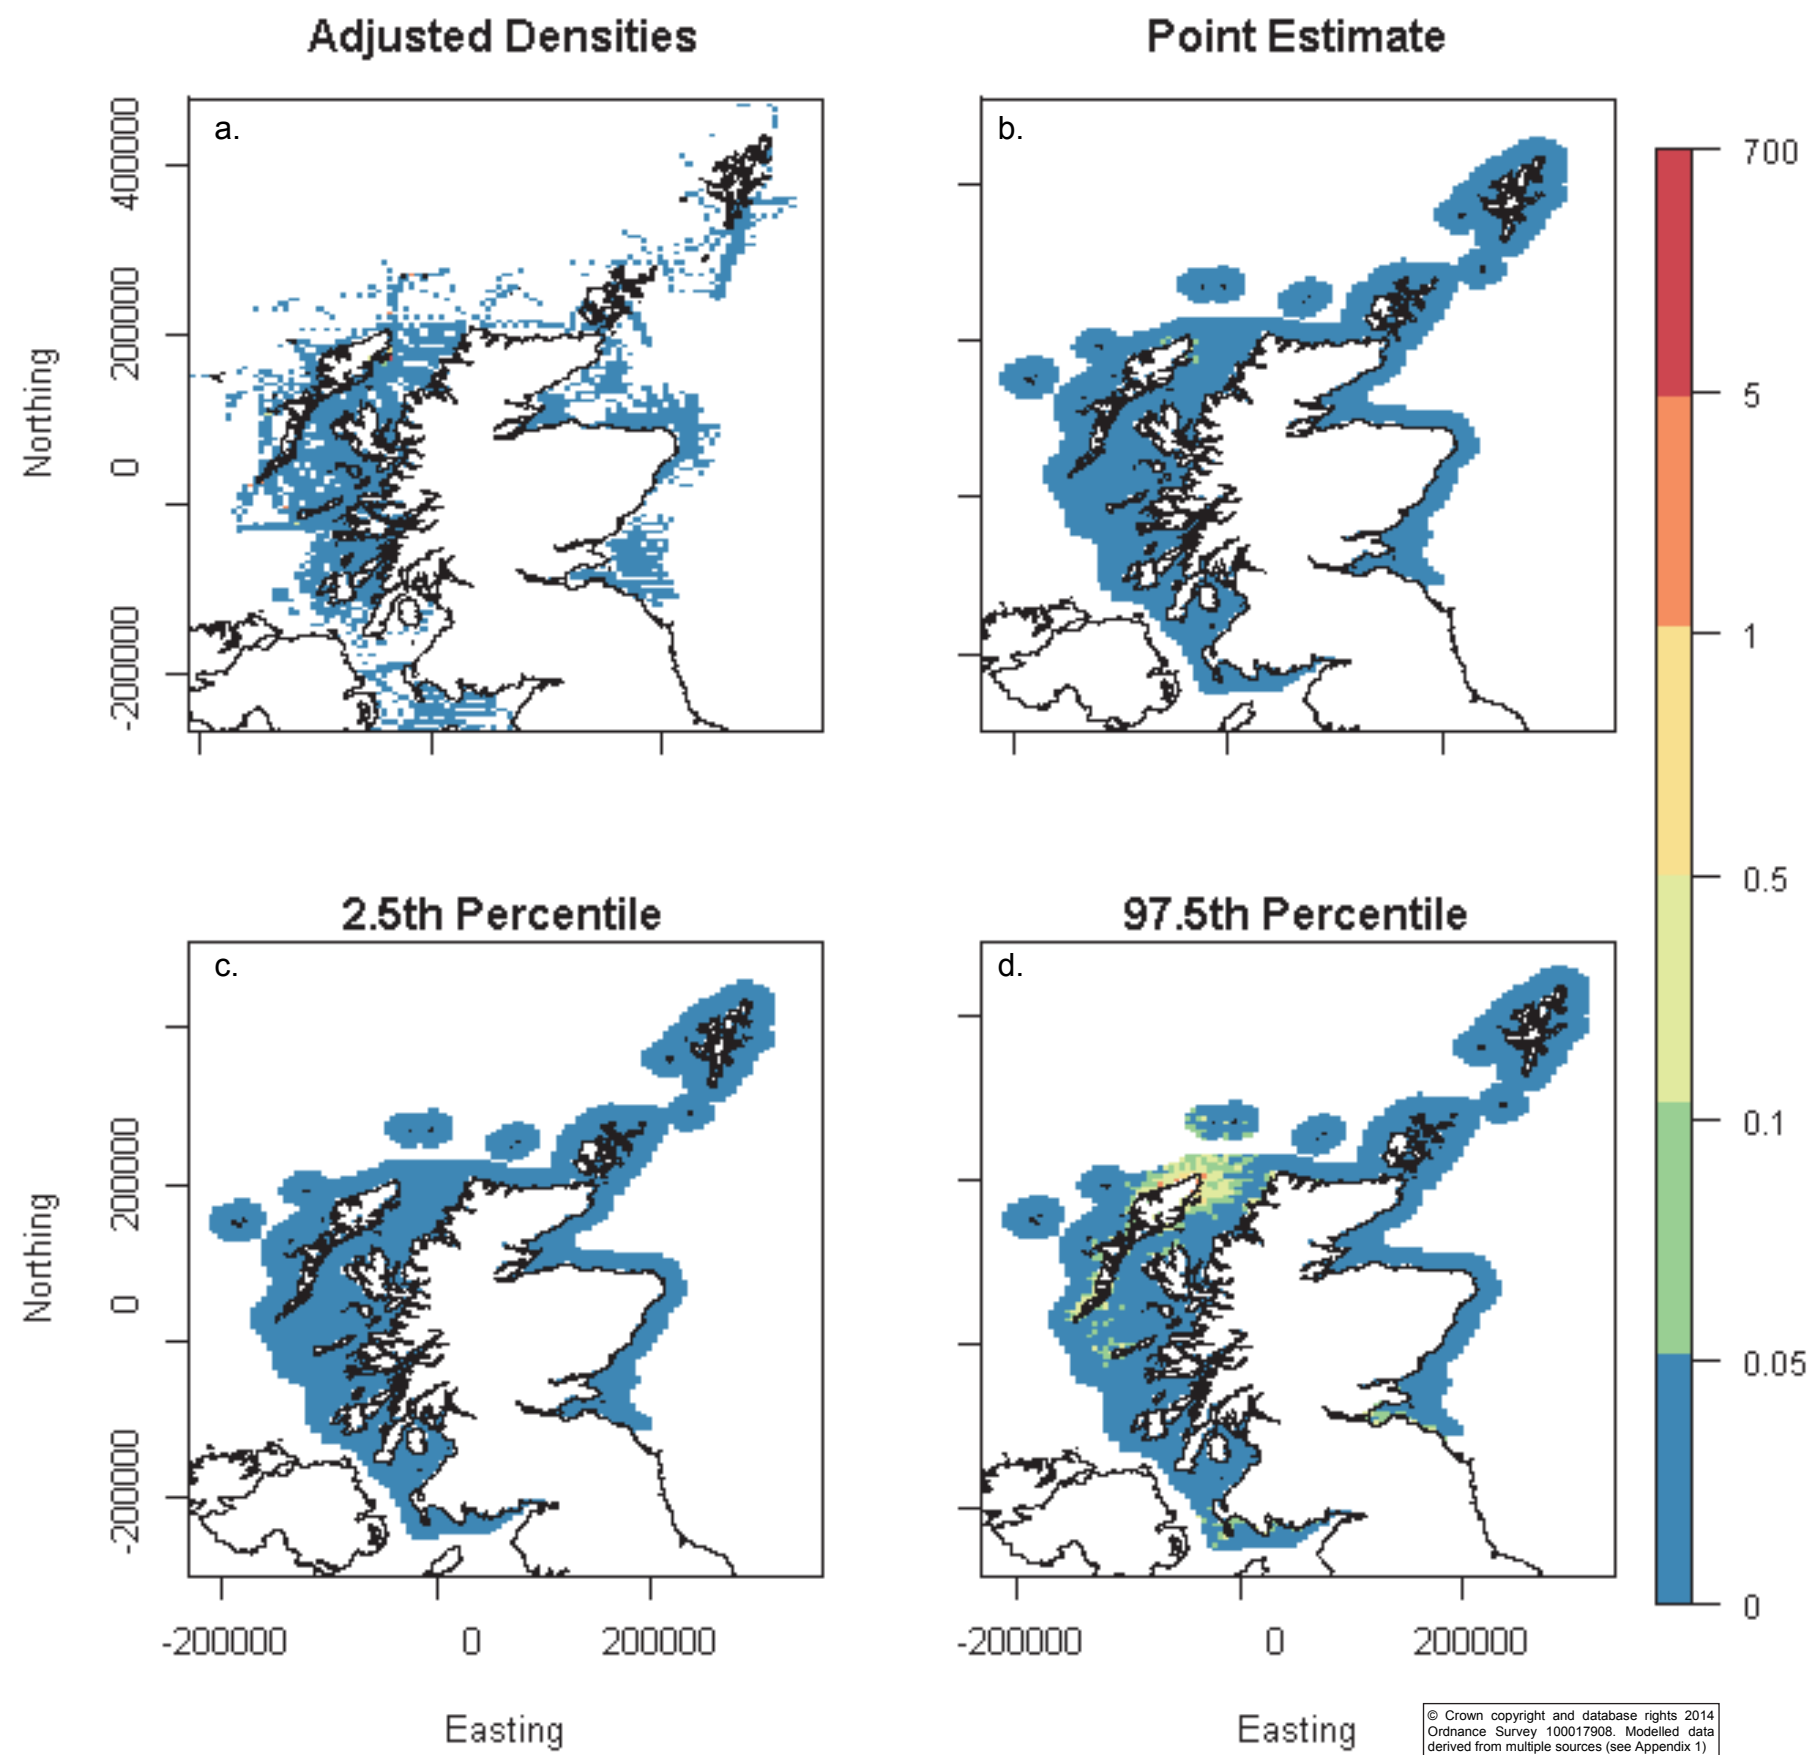 Adjusted Densities
Point Estimate
a.
b.
Northing
400000
200000
0
-200000
700
5
1
0.5
0.1
0.05
0
2.5th Percentile
97.5th Percentile
c.
d.
Northing
200000
0
-200000
-200000 0 200000
-200000 0 200000
Easting
Easting
© Crown copyright and database rights 2014
Ordnance Survey 100017908. Modelled data
derived from multiple sources (see Appendix 1)